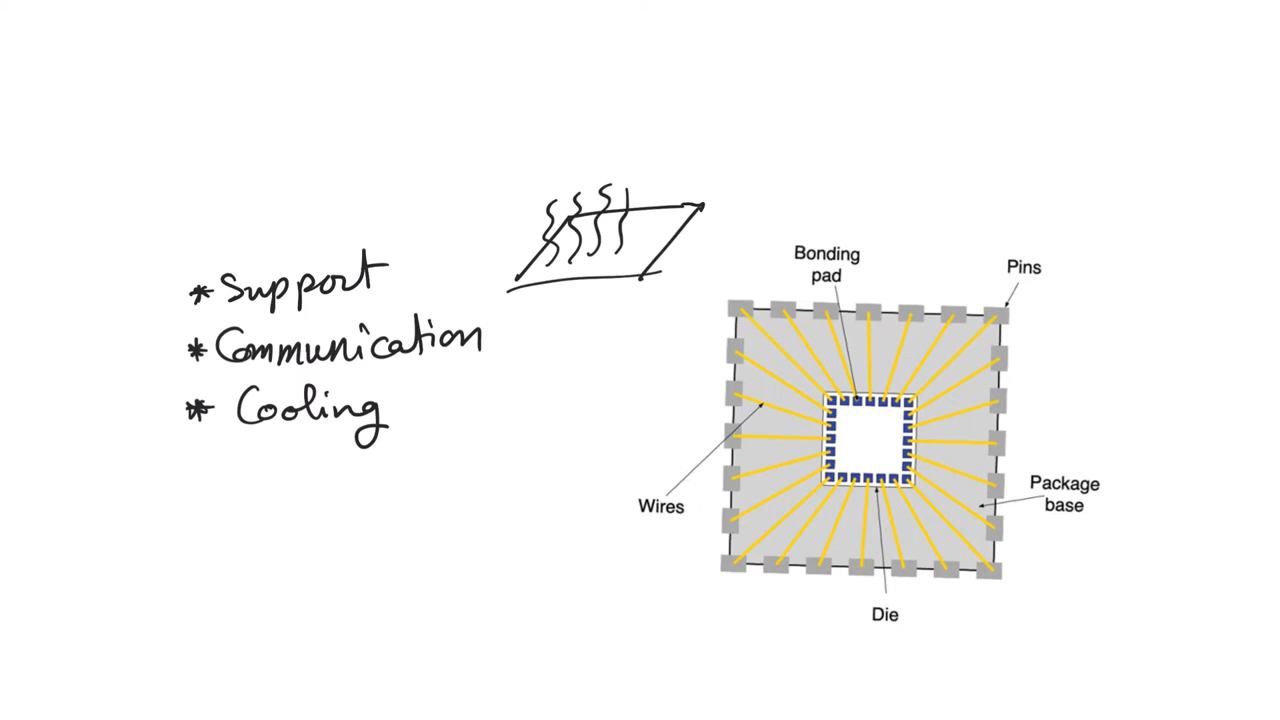 * Support
* Communication
* Cooling
Bonding
pad
Pins
Wires
Package
base
Die